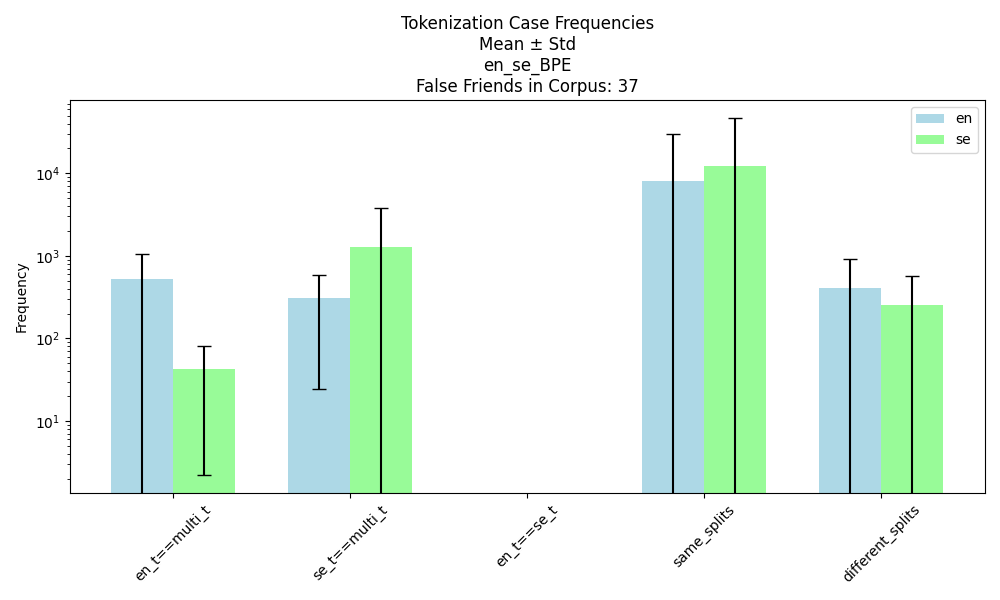 Tokenization Case Frequencies
Mean ± Std
en_se_BPE
False Friends in Corpus: 37
en
se
Frequency
10^4
10^3
10^2
10^1
en_t==multi_t
se_t==multi_t
en_t==se_t
same_splits
different_splits